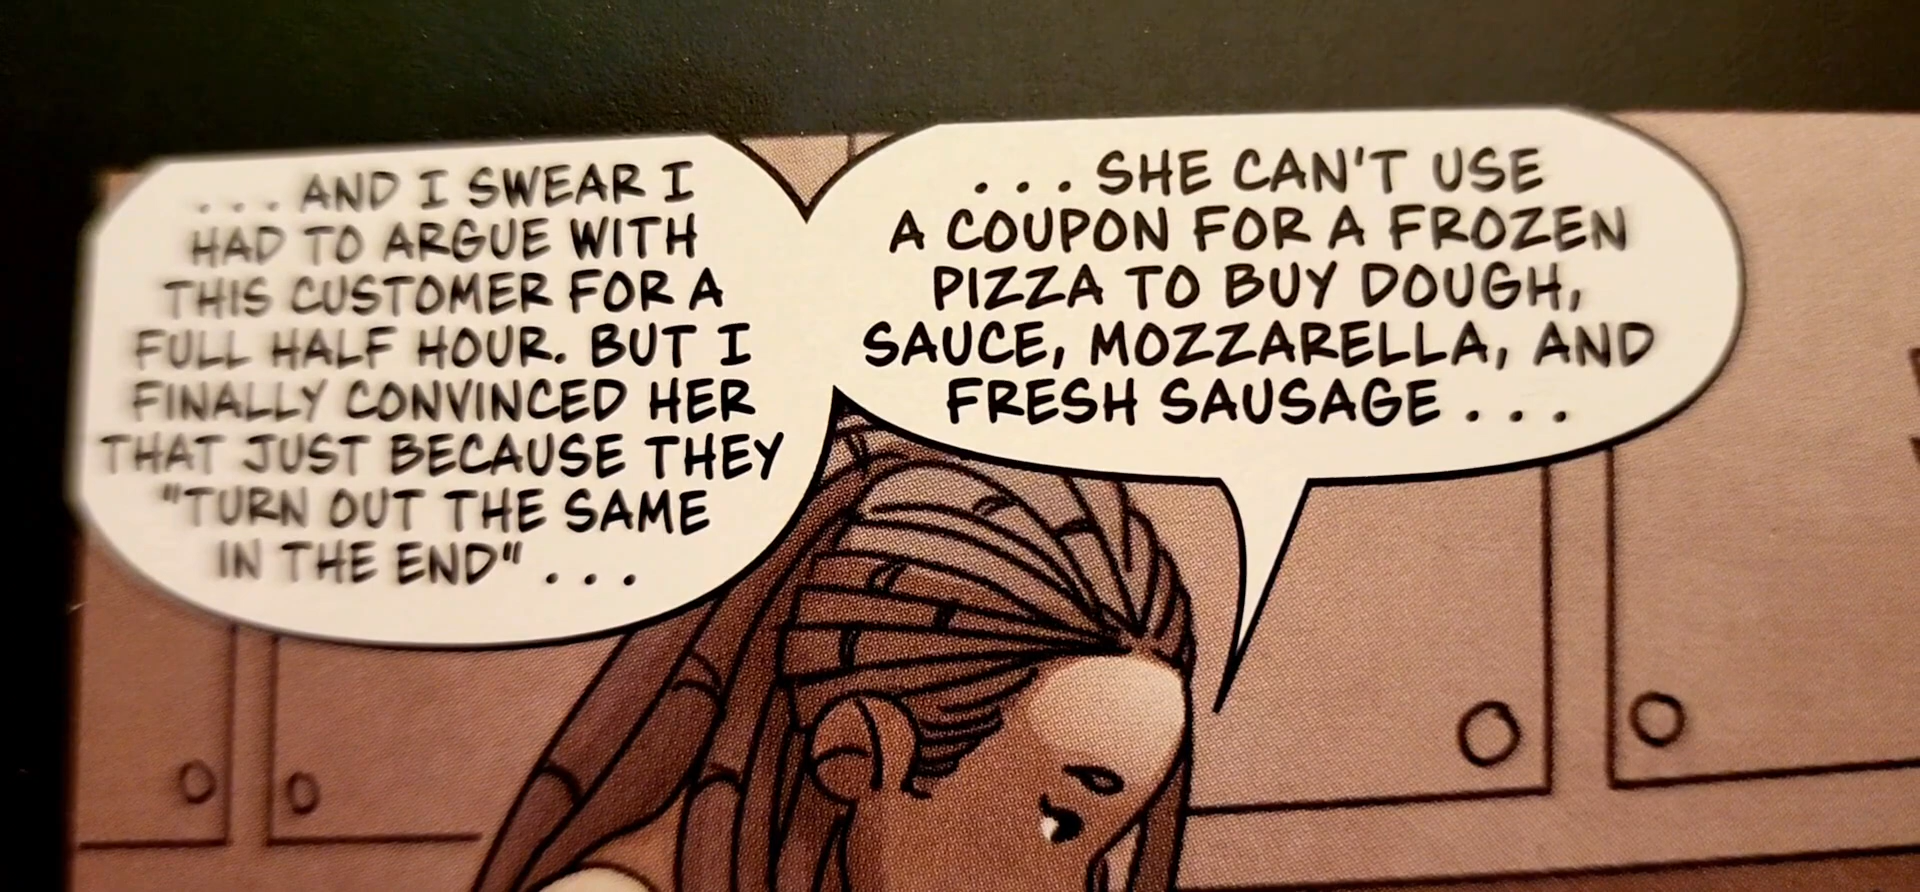 . . . AND I SWEAR I
HAD TO ARGUE WITH
THIS CUSTOMER FOR A
FULL HALF HOUR. BUT I
FINALLY CONVINCED HER
THAT JUST BECAUSE THEY
"TURN OUT THE SAME
IN THE END" . . .
. . . SHE CAN'T USE
A COUPON FOR A FROZEN
PIZZA TO BUY DOUGH,
SAUCE, MOZZARELLA, AND
FRESH SAUSAGE . . .